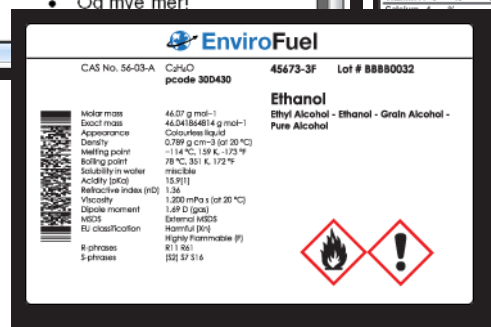 Og mye mer!
EnviroFuel
CAS No. 56-03-A C₂H₆O 45673-3F Lot # BBBB0032
pcode 30D430
Ethanol
Ethyl Alcohol - Ethanol - Grain Alcohol -
Pure Alcohol
Molar mass 46.07 g mol−1
Exact mass 46.041864814 g mol−1
Appearance Colourless liquid
Density 0.789 g cm−3 (at 20 °C)
Melting point −114 °C, 159 K, -173 °F
Boiling point 78 °C, 351 K, 172 °F
Solubility in water miscible
Acidity (pKa) 15.9[1]
Refractive index (nD) 1.36
Viscosity 1.200 mPa s (at 20 °C)
Dipole moment 1.69 D (gas)
MSDS External MSDS
EU classification Harmful (Xn)
Highly Flammable (F)
R-phrases R11 R61
S-phrases (S2) S7 S16